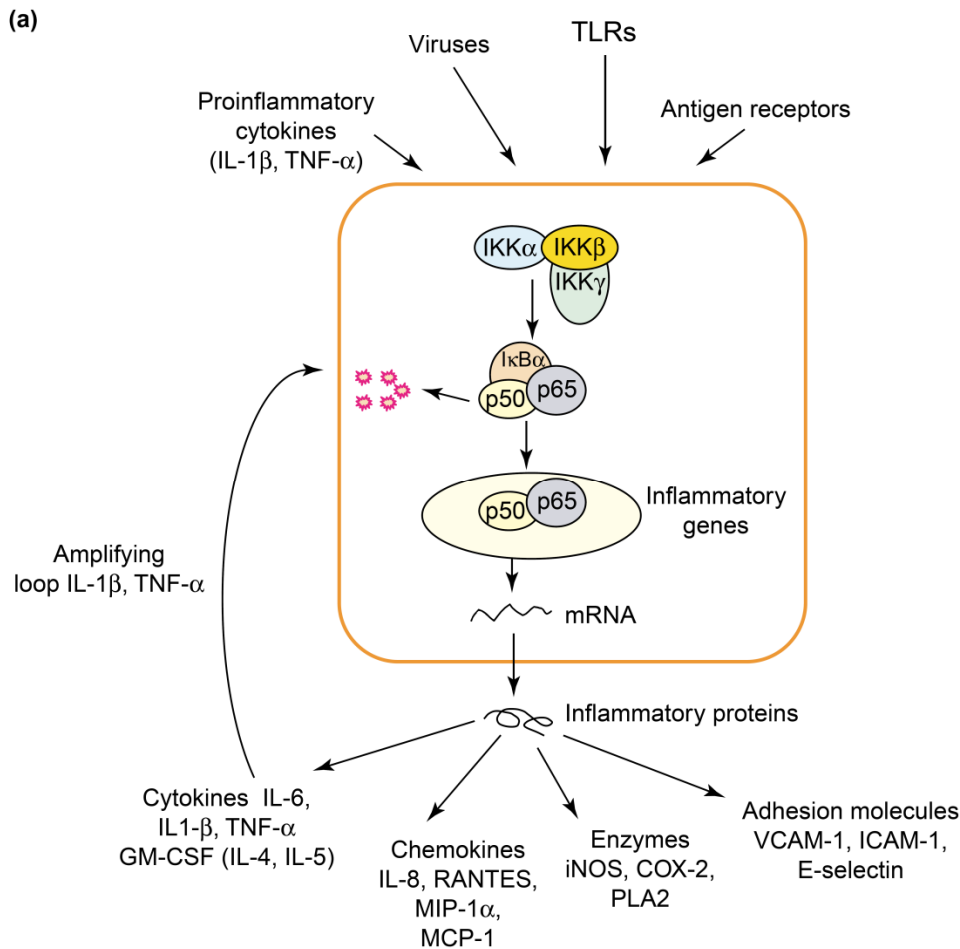 (a)
Viruses
TLRs
Proinflammatory
cytokines
(IL-1β, TNF-α)
Antigen receptors
IKKα
IKKβ
IKKγ
IκBα
p50
p65
p50
p65
Inflammatory
genes
Amplifying
loop IL-1β, TNF-α
mRNA
Inflammatory proteins
Cytokines IL-6,
IL1-β, TNF-α
GM-CSF (IL-4, IL-5)
Chemokines
IL-8, RANTES,
MIP-1α,
MCP-1
Enzymes
iNOS, COX-2,
PLA2
Adhesion molecules
VCAM-1, ICAM-1,
E-selectin